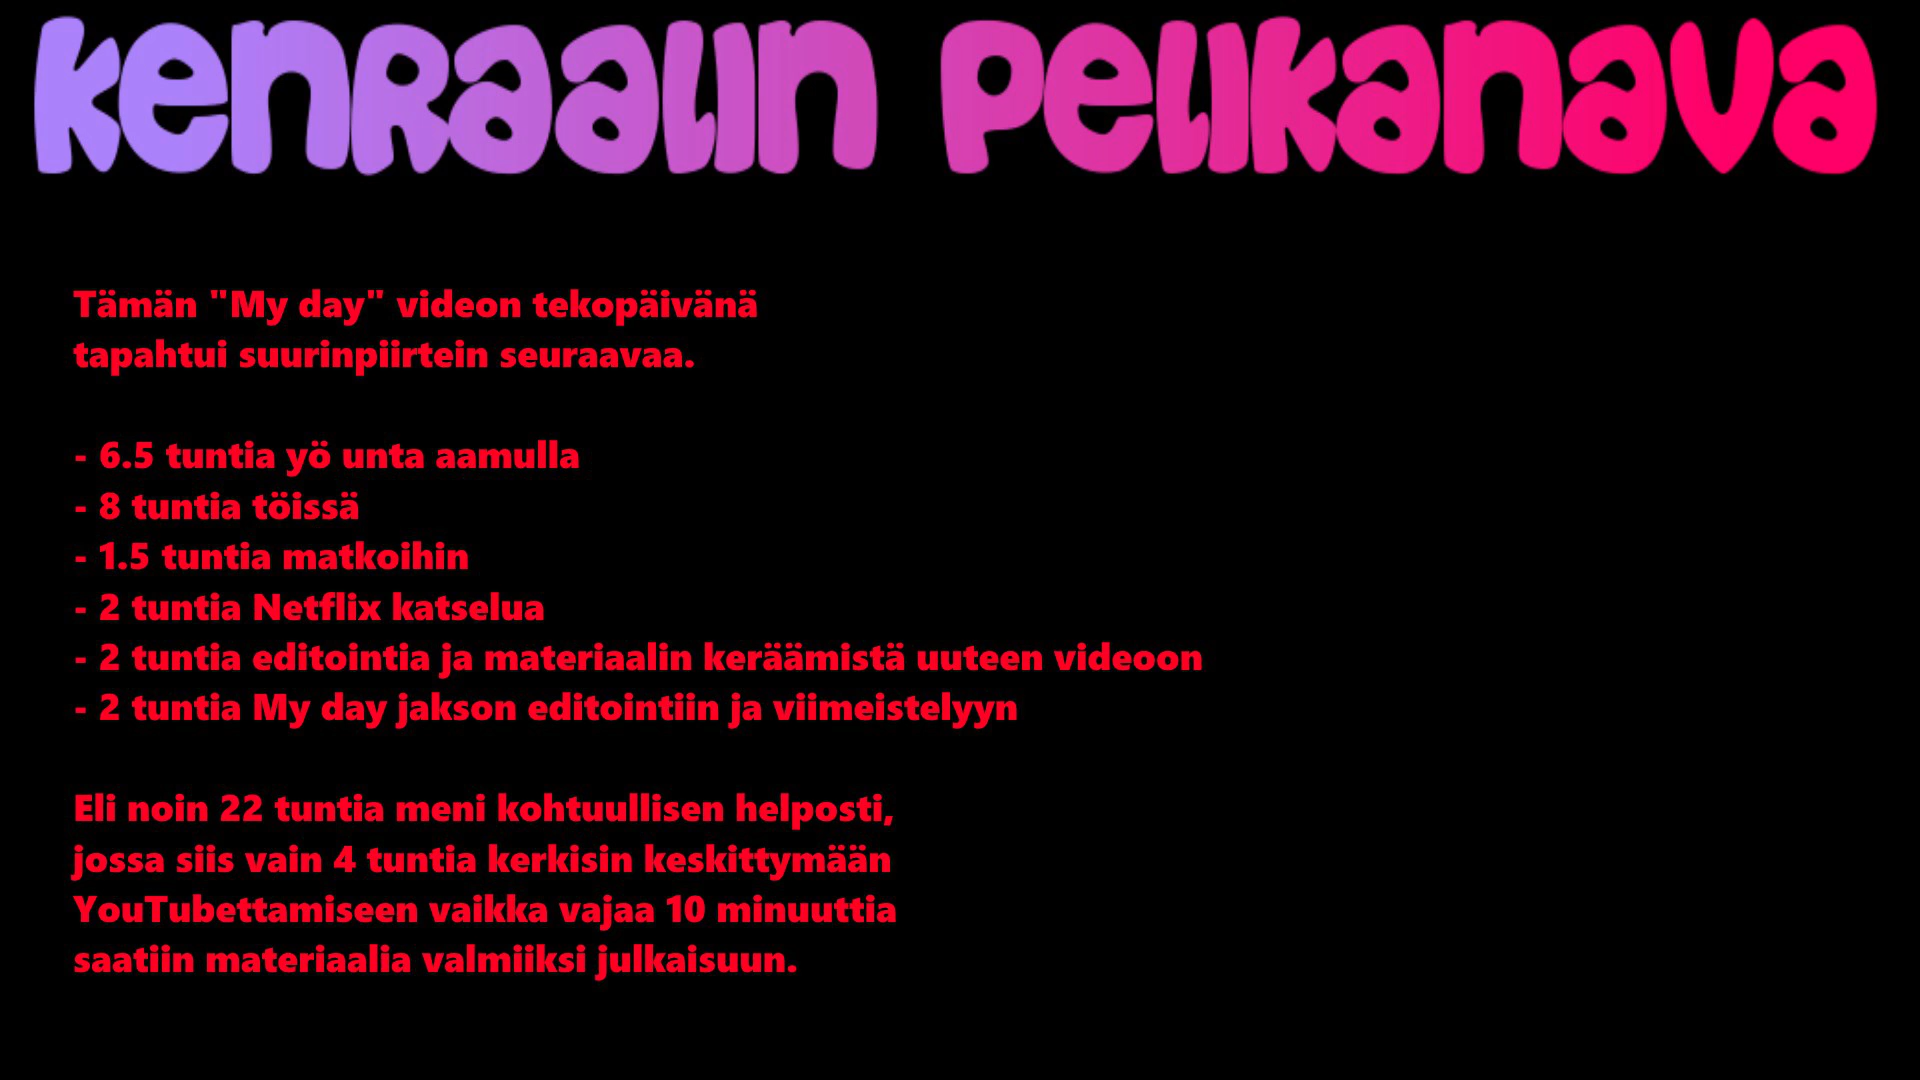 Kenraalin Pelikanava
Tämän "My day" videon tekopäivänä
tapahtui suurinpiirtein seuraavaa.
- 6.5 tuntia yö unta aamulla
- 8 tuntia töissä
- 1.5 tuntia matkoihin
- 2 tuntia Netflix katselua
- 2 tuntia editointia ja materiaalin keräämistä uuteen videoon
- 2 tuntia My day jakson editointiin ja viimeistelyyn
Eli noin 22 tuntia meni kohtuullisen helposti,
jossa siis vain 4 tuntia kerkisin keskittymään
YouTubettamiseen vaikka vajaa 10 minuuttia
saatiin materiaalia valmiiksi julkaisuun.